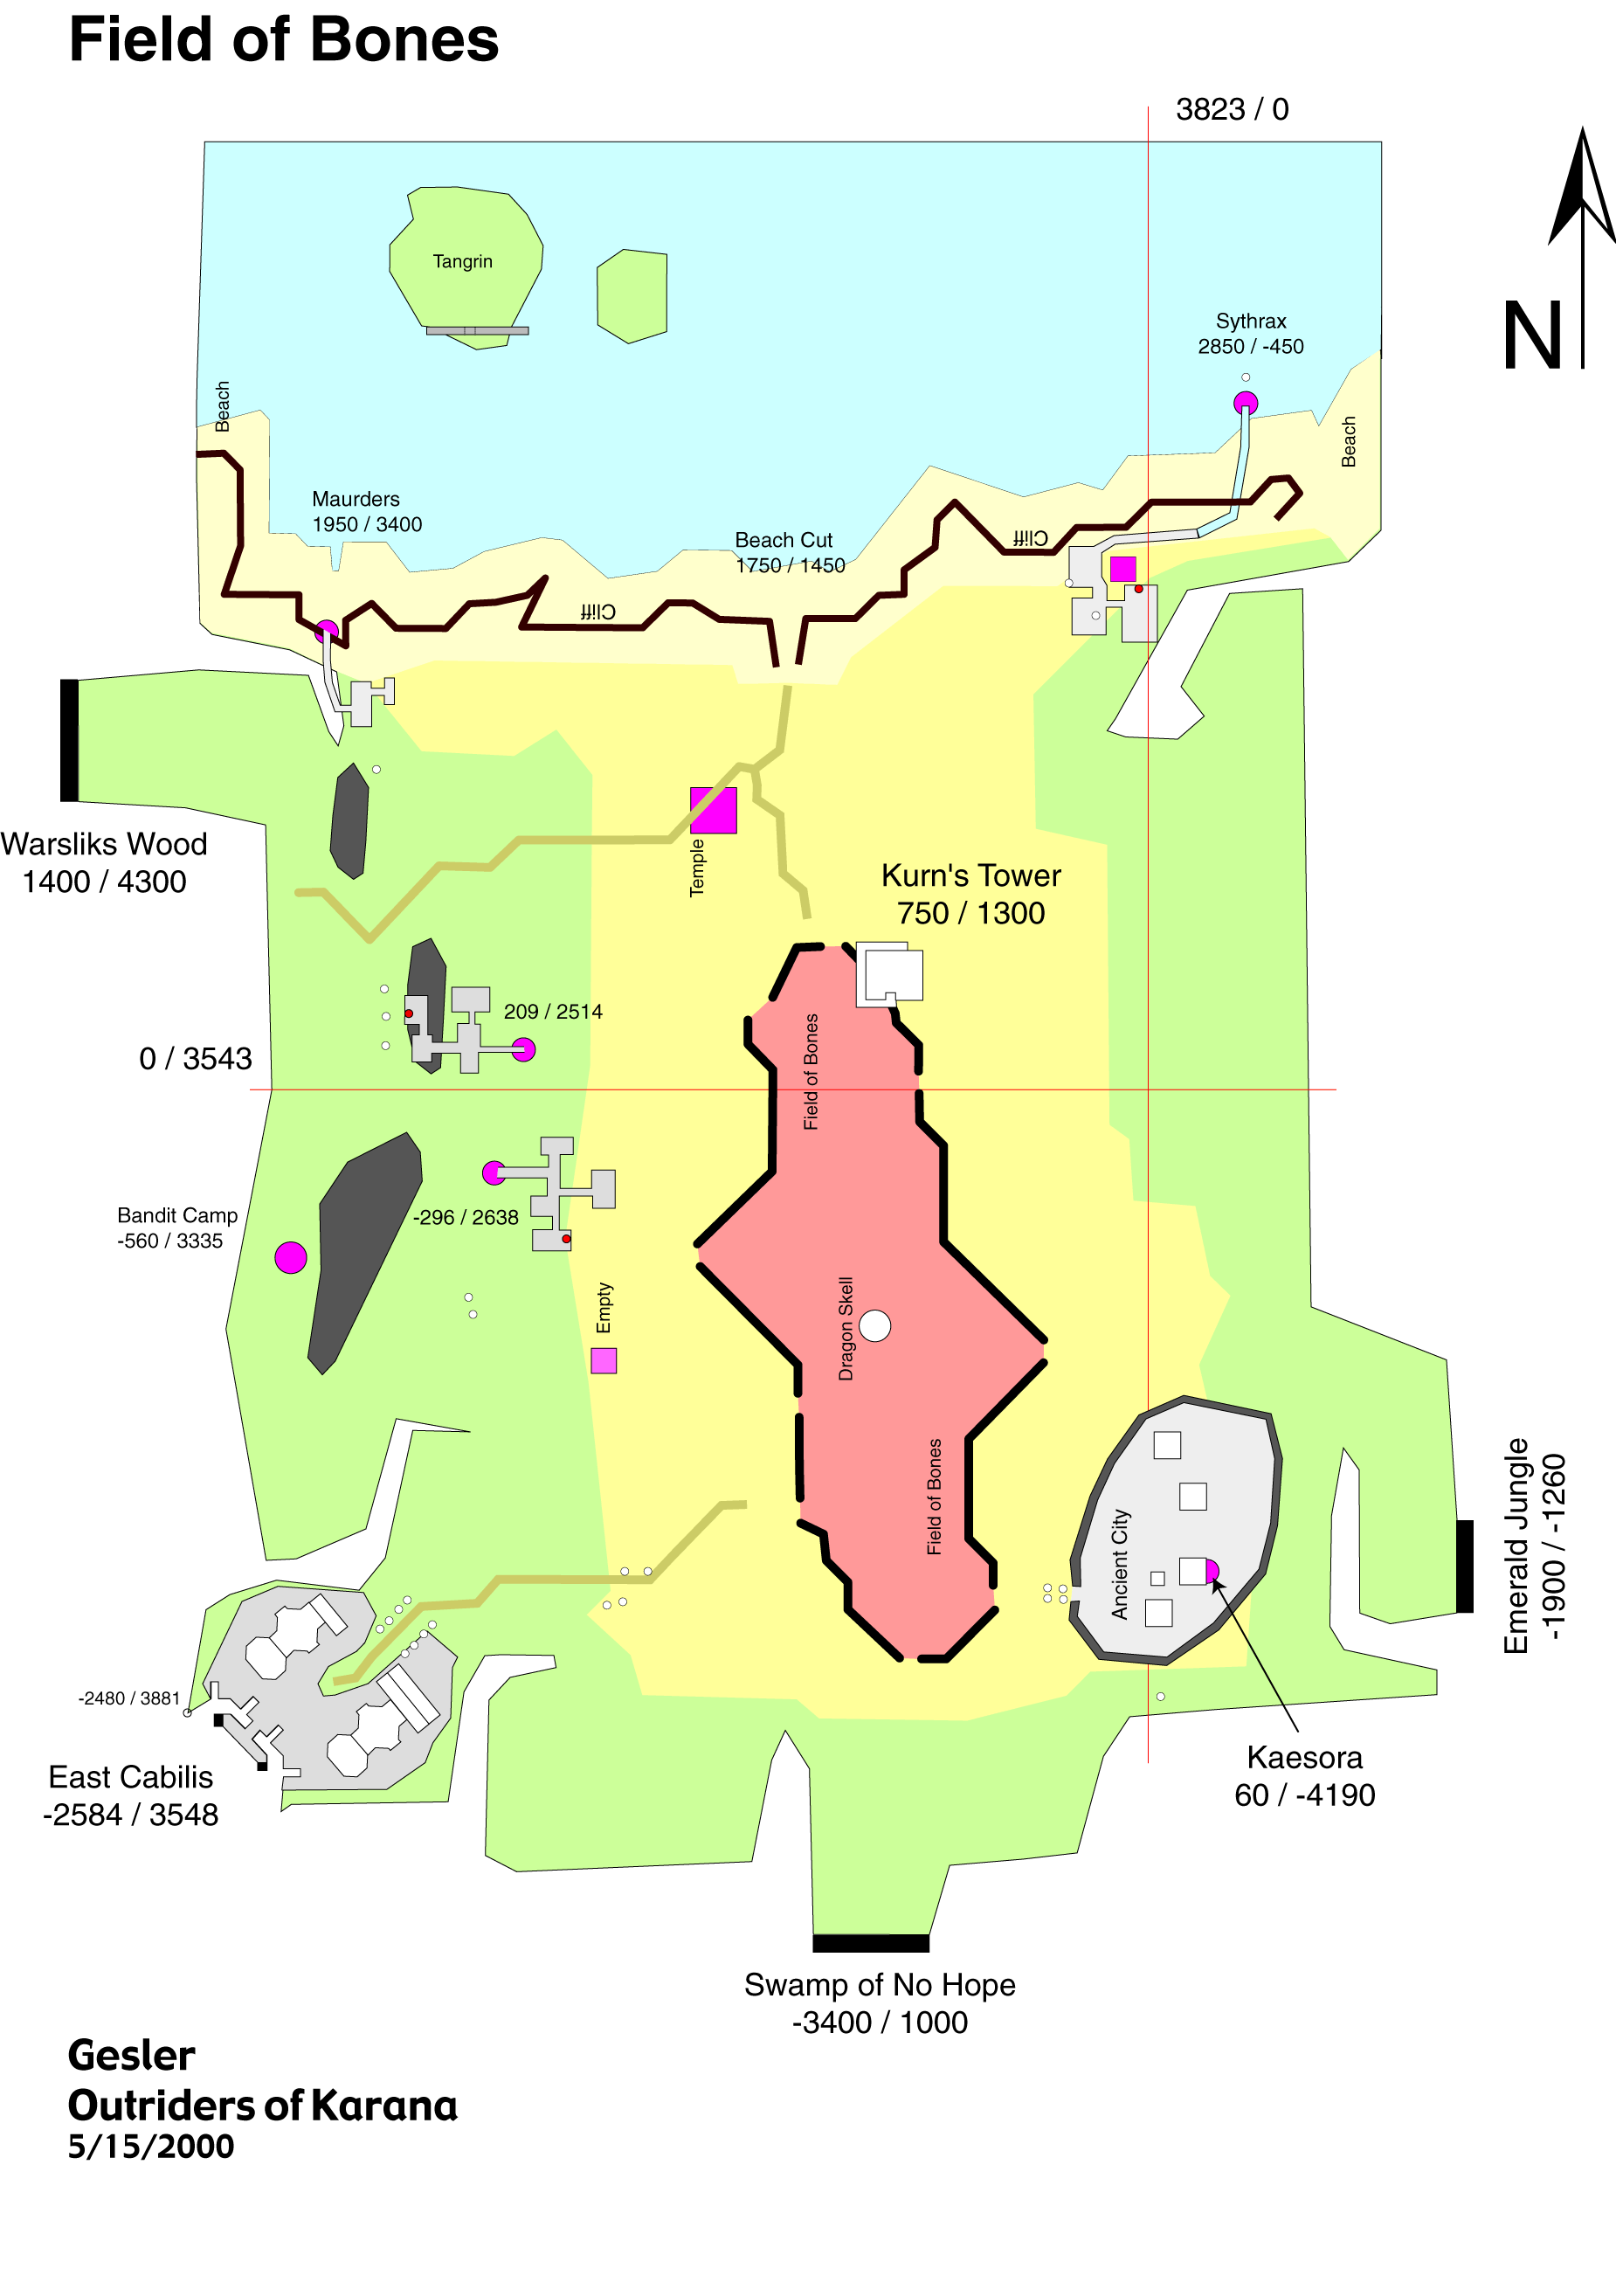 Field of Bones
3823 / 0
Tangrin
N
Sythrax
2850 / -450
Beach
Beach
Maurders
1950 / 3400
Beach Cut
1750 / 1450
Cliff
Cliff
Warsliks Wood
1400 / 4300
Temple
Kurn's Tower
750 / 1300
209 / 2514
Field of Bones
0 / 3543
Bandit Camp
-560 / 3335
-296 / 2638
Empty
Dragon Skell
Field of Bones
Ancient City
Emerald Jungle
-1900 / -1260
-2480 / 3881
East Cabilis
-2584 / 3548
Kaesora
60 / -4190
Swamp of No Hope
-3400 / 1000
Gesler
Outriders of Karana
5/15/2000